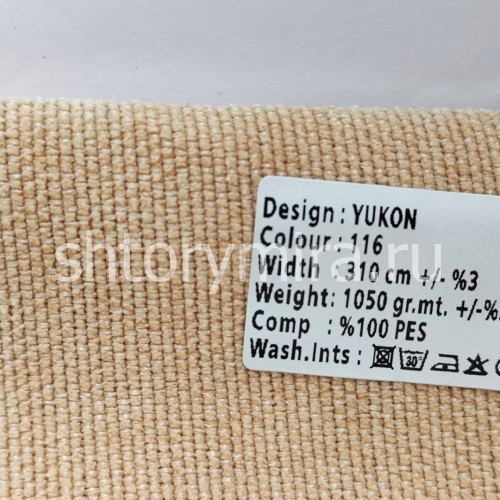 Design : YUKON
Colour : 116
shtorymira.ru
Width : 310 cm +/- %3
Weight: 1050 gr.mt. +/-%
Comp : %100 PES
Wash.Ints :
30°